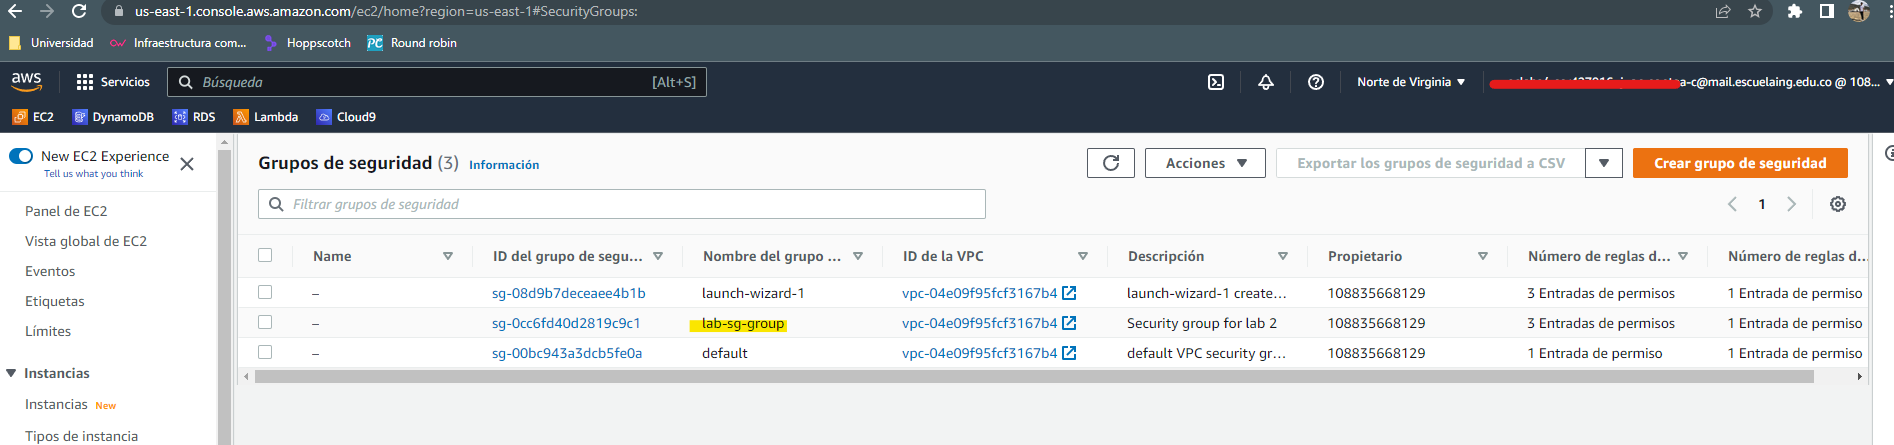 us-east-1.console.aws.amazon.com/ec2/home?region=us-east-1#SecurityGroups:
Universidad Infraestructura com... Hoppscotch PC Round robin
aws Servicios Búsqueda [Alt+S] Norte de Virginia a-c@mail.escuelaing.edu.co @ 108...
EC2 DynamoDB RDS Lambda Cloud9
New EC2 Experience
Tell us what you think
Panel de EC2
Vista global de EC2
Eventos
Etiquetas
Límites
Instancias
Instancias New
Tipos de instancia
Grupos de seguridad (3) Información
Acciones Exportar los grupos de seguridad a CSV Crear grupo de seguridad
Filtrar grupos de seguridad
1
Name ID del grupo de segu... Nombre del grupo ... ID de la VPC Descripción Propietario Número de reglas d... Número de reglas d...
– sg-08d9b7deceaee4b1b launch-wizard-1 vpc-04e09f95fcf3167b4 launch-wizard-1 create... 108835668129 3 Entradas de permisos 1 Entrada de permiso
– sg-0cc6fd40d2819c9c1 lab-sg-group vpc-04e09f95fcf3167b4 Security group for lab 2 108835668129 3 Entradas de permisos 1 Entrada de permiso
– sg-00bc943a3dcb5fe0a default vpc-04e09f95fcf3167b4 default VPC security gr... 108835668129 1 Entrada de permiso 1 Entrada de permiso